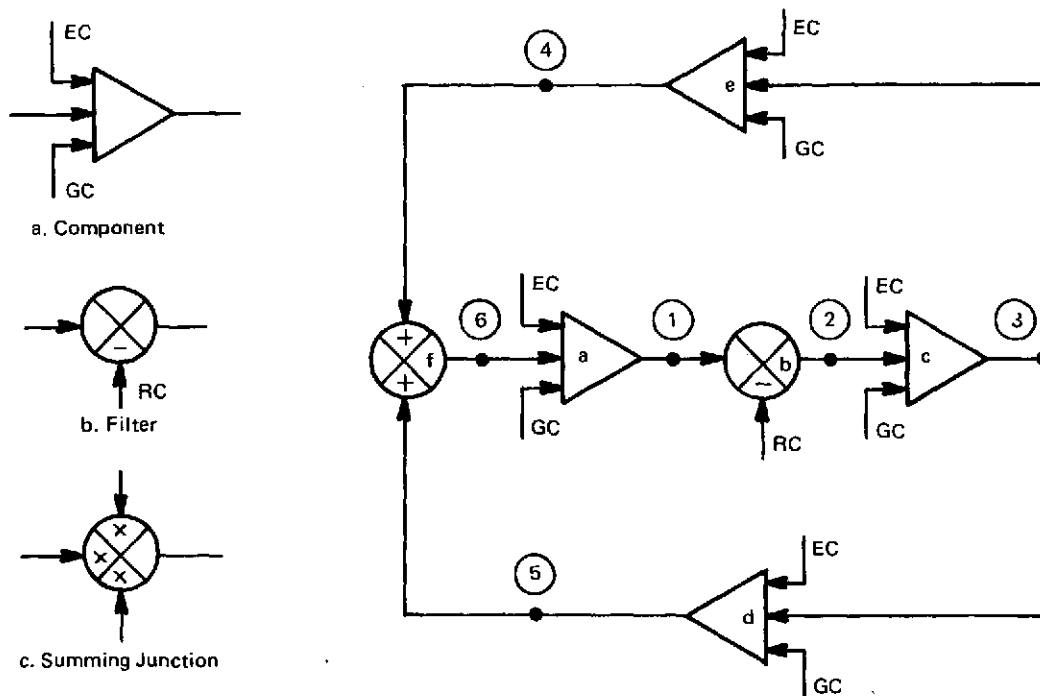 EC
GC
a. Component
RC
b. Filter
c. Summing Junction
4
EC
e
GC
+
+
f
6
EC
a
GC
1
b
RC
2
EC
c
GC
3
5
EC
d
GC